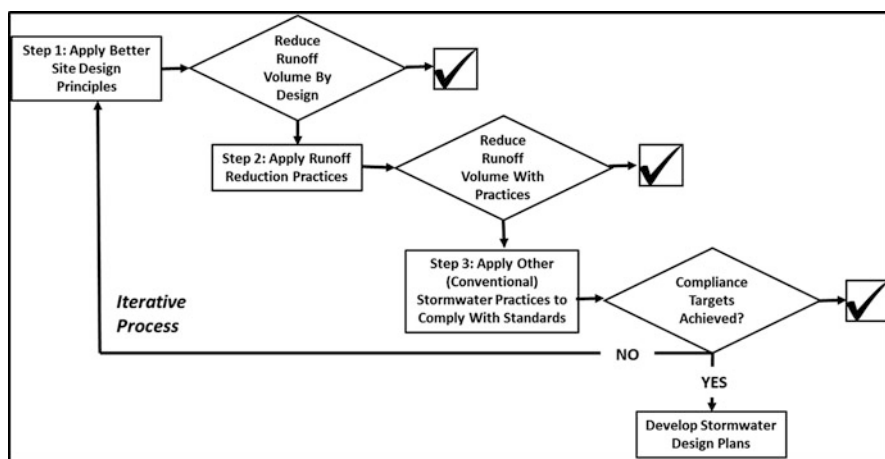 Step 1: Apply Better
Site Design
Principles
Reduce
Runoff
Volume By
Design
Step 2: Apply Runoff
Reduction Practices
Reduce
Runoff
Volume With
Practices
Step 3: Apply Other
(Conventional)
Stormwater Practices to
Comply With Standards
Compliance
Targets
Achieved?
Iterative
Process
NO
YES
Develop Stormwater
Design Plans